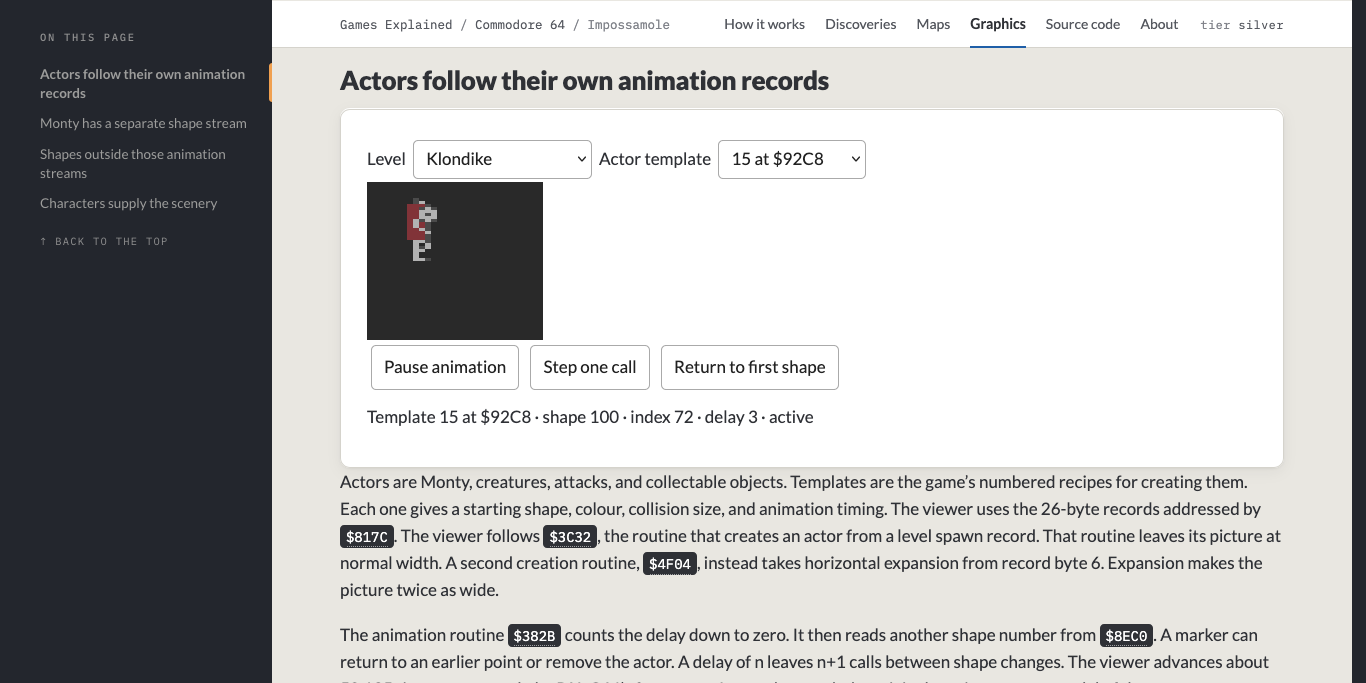 ON THIS PAGE
Actors follow their own animation
records
Monty has a separate shape stream
Shapes outside those animation
streams
Characters supply the scenery
↑ BACK TO THE TOP
Games Explained / Commodore 64 / Impossamole
How it works Discoveries Maps Graphics Source code About tier silver
Actors follow their own animation records
Level Klondike Actor template 15 at $92C8
Pause animation Step one call Return to first shape
Template 15 at $92C8 · shape 100 · index 72 · delay 3 · active
Actors are Monty, creatures, attacks, and collectable objects. Templates are the game’s numbered recipes for creating them.
Each one gives a starting shape, colour, collision size, and animation timing. The viewer uses the 26-byte records addressed by
$817C. The viewer follows $3C32, the routine that creates an actor from a level spawn record. That routine leaves its picture at
normal width. A second creation routine, $4F04, instead takes horizontal expansion from record byte 6. Expansion makes the
picture twice as wide.
The animation routine $382B counts the delay down to zero. It then reads another shape number from $8EC0. A marker can
return to an earlier point or remove the actor. A delay of n leaves n+1 calls between shape changes. The viewer advances about